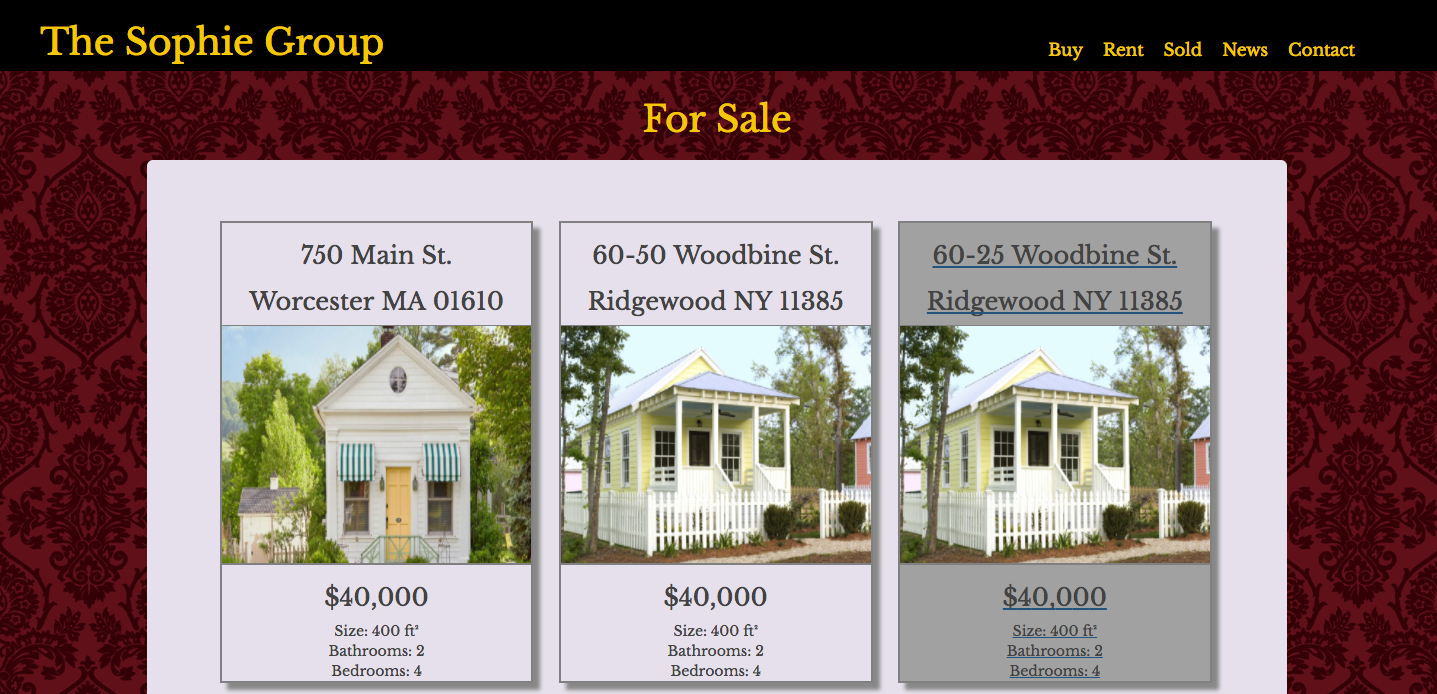 The Sophie Group
Buy Rent Sold News Contact
For Sale
750 Main St.
Worcester MA 01610
$40,000
Size: 400 ft²
Bathrooms: 2
Bedrooms: 4
60-50 Woodbine St.
Ridgewood NY 11385
$40,000
Size: 400 ft²
Bathrooms: 2
Bedrooms: 4
60-25 Woodbine St.
Ridgewood NY 11385
$40,000
Size: 400 ft²
Bathrooms: 2
Bedrooms: 4